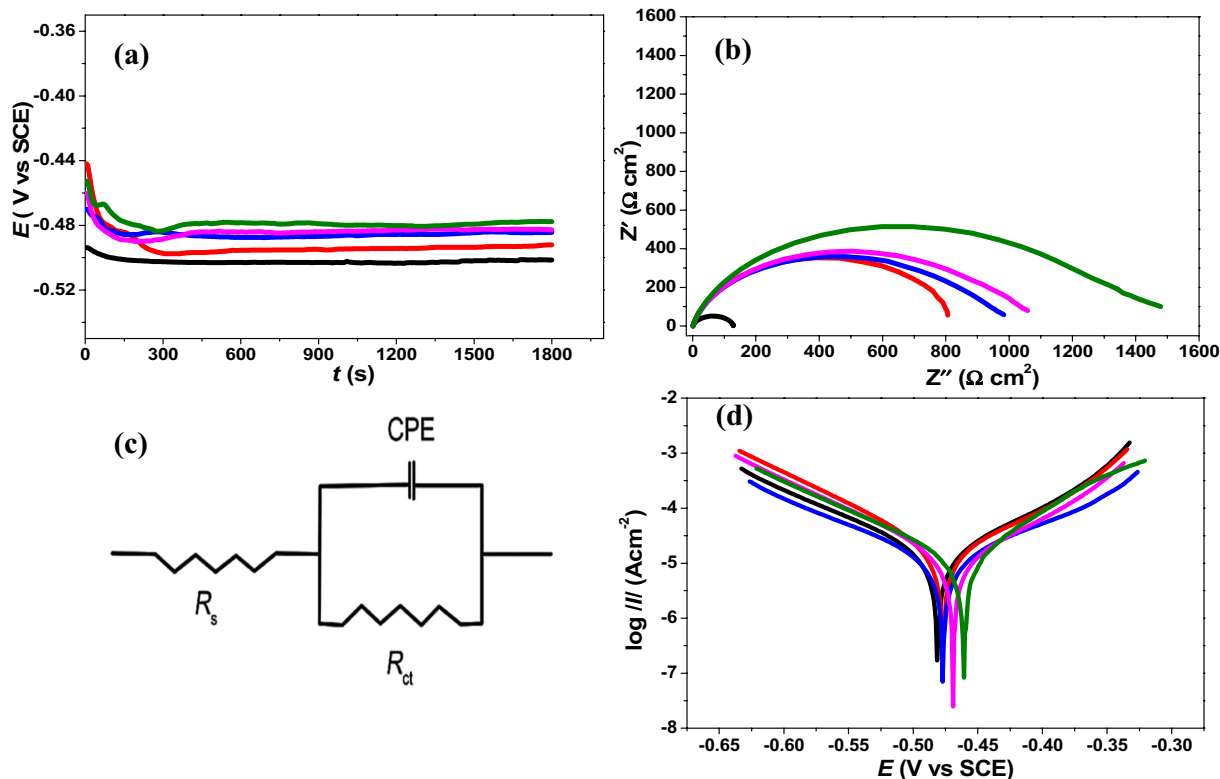 (a)
E ( V vs SCE)
-0.36
-0.40
-0.44
-0.48
-0.52
0 300 600 900 1200 1500 1800
t (s)
(b)
Z′ (Ω cm²)
1600
1400
1200
1000
800
600
400
200
0
0 200 400 600 800 1000 1200 1400 1600
Z″ (Ω cm²)
(c)
CPE
Rs
Rct
(d)
log /I/ (Acm⁻²)
-2
-3
-4
-5
-6
-7
-8
-0.65 -0.60 -0.55 -0.50 -0.45 -0.40 -0.35 -0.30
E (V vs SCE)